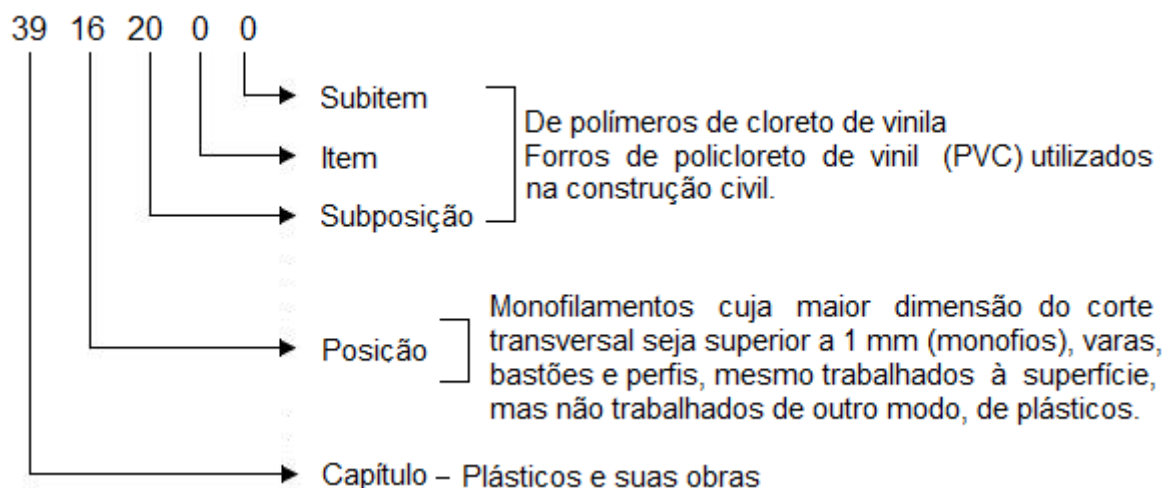 39 16 20 0 0
Subitem
De polímeros de cloreto de vinila
Forros de policloreto de vinil (PVC) utilizados
na construção civil.
Item
Subposição
Monofilamentos cuja maior dimensão do corte
transversal seja superior a 1 mm (monofios), varas,
bastões e perfis, mesmo trabalhados à superfície,
mas não trabalhados de outro modo, de plásticos.
Posição
Capítulo – Plásticos e suas obras